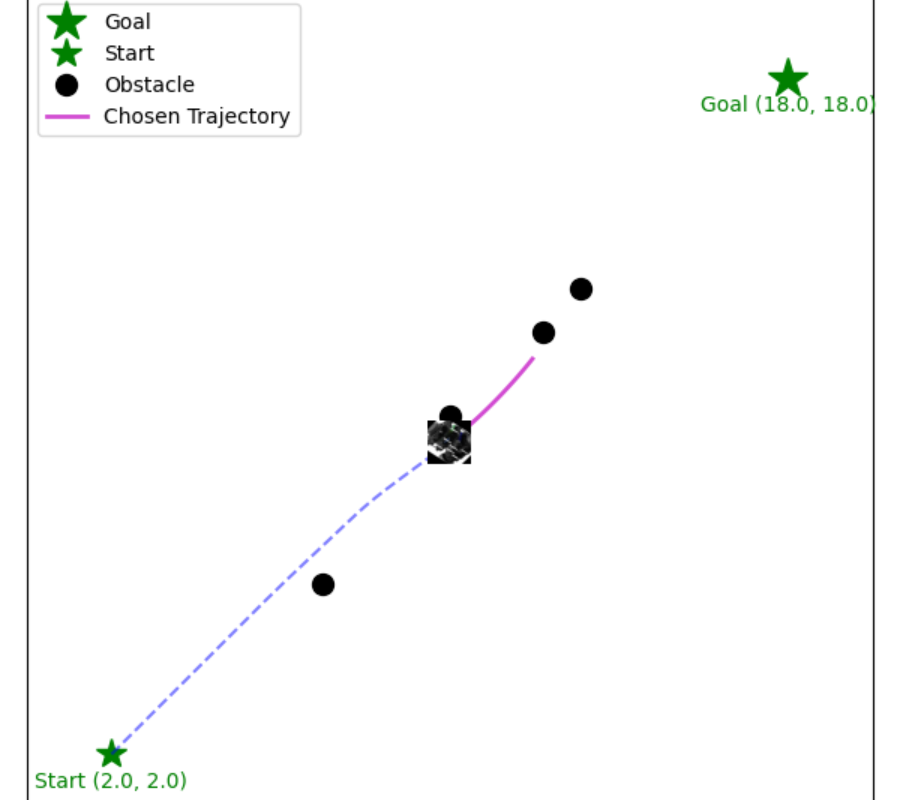 Goal
Start
Obstacle
Chosen Trajectory
Goal (18.0, 18.0)
Start (2.0, 2.0)